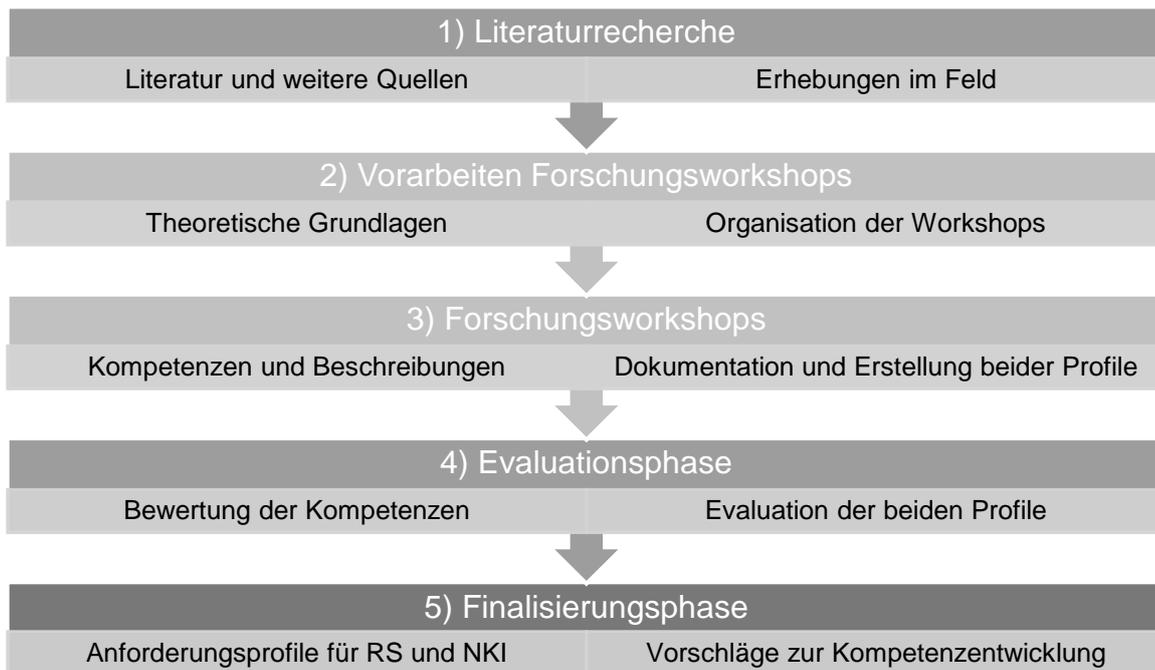 1) Literaturrecherche
Literatur und weitere Quellen
Erhebungen im Feld
2) Vorarbeiten Forschungsworkshops
Theoretische Grundlagen
Organisation der Workshops
3) Forschungsworkshops
Kompetenzen und Beschreibungen
Dokumentation und Erstellung beider Profile
4) Evaluationsphase
Bewertung der Kompetenzen
Evaluation der beiden Profile
5) Finalisierungsphase
Anforderungsprofile für RS und NKI
Vorschläge zur Kompetenzentwicklung